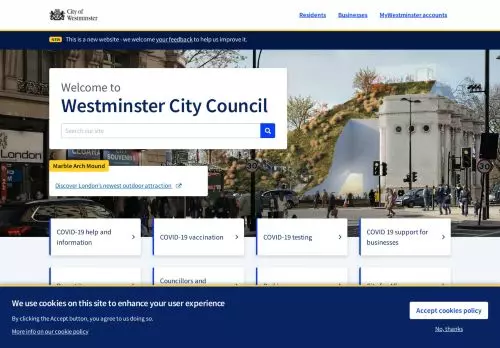 City of
Westminster
Residents
Businesses
MyWestminster accounts
NEW
This is a new website - we welcome your feedback to help us improve it.
Welcome to
Westminster City Council
Search our site
London
SOUVENIRS
Marble Arch Mound
Discover London's newest outdoor attraction
COVID-19 help and
information
COVID-19 vaccination
COVID-19 testing
COVID 19 support for
businesses
Councillors and
We use cookies on this site to enhance your user experience
By clicking the Accept button, you agree to us doing so.
More info on our cookie policy
Accept cookies policy
No, thanks